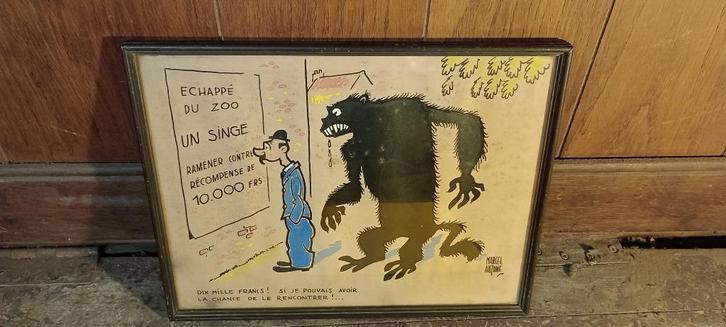 ECHAPPÉ
DU ZOO
UN SINGE
RAMENER CONTRE
RÉCOMPENSE DE
10.000 FRS
MARCEL
ANTOINE
DIX MILLE FRANCS! SI JE POUVAIS AVOIR
LA CHANCE DE LE RENCONTRER!...